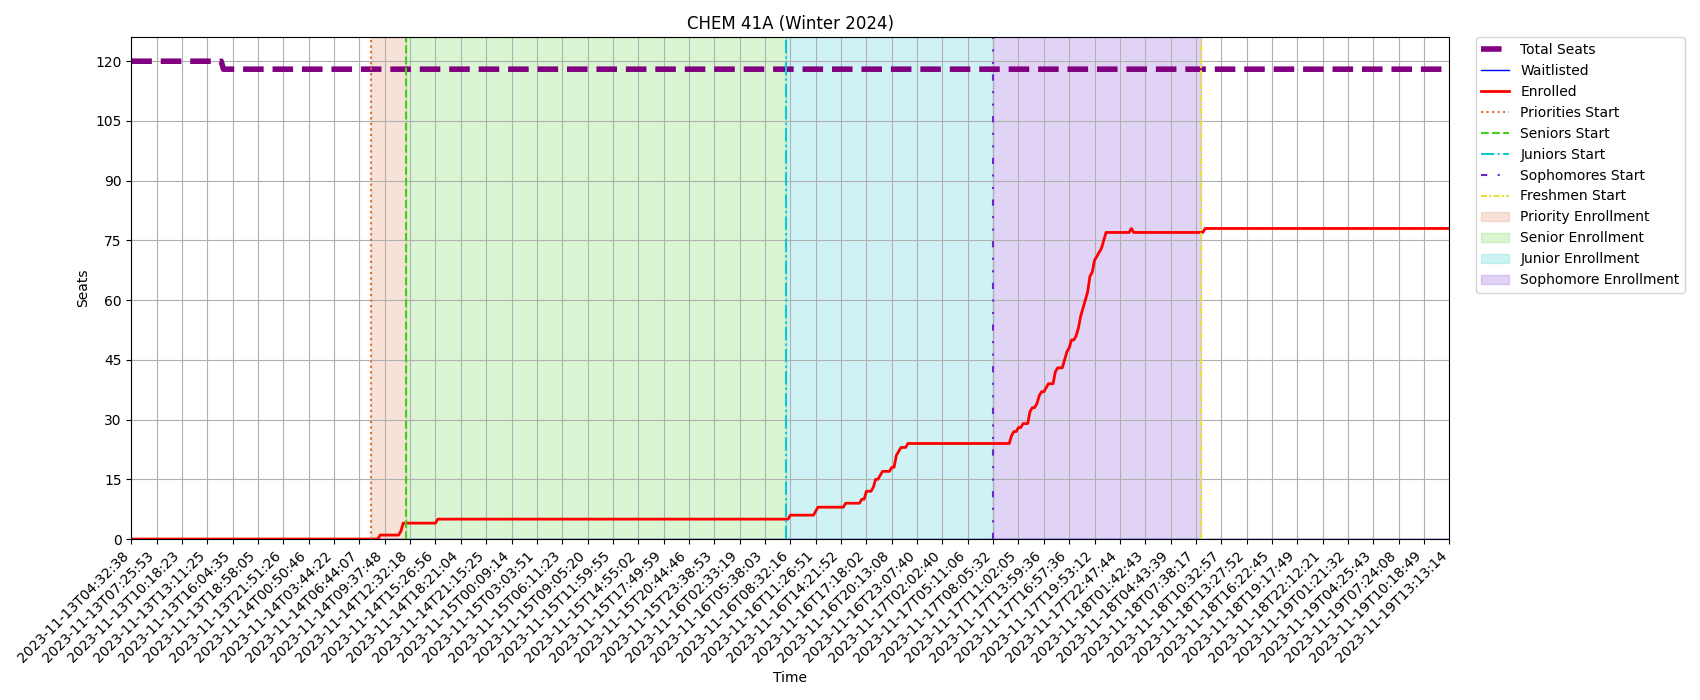 CHEM 41A (Winter 2024)
Total Seats
Waitlisted
Enrolled
Priorities Start
Seniors Start
Juniors Start
Sophomores Start
Freshmen Start
Priority Enrollment
Senior Enrollment
Junior Enrollment
Sophomore Enrollment
Seats
120
105
90
75
60
45
30
15
0
2023-11-13T04:32:38
2023-11-13T07:25:53
2023-11-13T10:18:23
2023-11-13T13:11:25
2023-11-13T16:04:35
2023-11-13T18:58:05
2023-11-13T21:51:26
2023-11-14T00:50:46
2023-11-14T03:44:22
2023-11-14T06:44:07
2023-11-14T09:37:48
2023-11-14T12:32:18
2023-11-14T15:26:56
2023-11-14T18:21:04
2023-11-14T21:15:25
2023-11-15T00:09:14
2023-11-15T03:03:51
2023-11-15T06:11:23
2023-11-15T09:05:20
2023-11-15T11:59:55
2023-11-15T14:55:02
2023-11-15T17:49:59
2023-11-15T20:44:46
2023-11-15T23:38:53
2023-11-16T02:33:19
2023-11-16T05:38:03
2023-11-16T08:32:16
2023-11-16T11:26:51
2023-11-16T14:21:52
2023-11-16T17:18:02
2023-11-16T20:13:08
2023-11-16T23:07:40
2023-11-17T02:02:40
2023-11-17T05:11:06
2023-11-17T08:05:32
2023-11-17T11:02:05
2023-11-17T13:59:36
2023-11-17T16:57:36
2023-11-17T19:53:12
2023-11-17T22:47:44
2023-11-18T01:42:43
2023-11-18T04:43:39
2023-11-18T07:38:17
2023-11-18T10:32:57
2023-11-18T13:27:52
2023-11-18T16:22:45
2023-11-18T19:17:49
2023-11-18T22:12:21
2023-11-19T01:21:32
2023-11-19T04:25:43
2023-11-19T07:24:08
2023-11-19T10:18:49
2023-11-19T13:13:14
Time